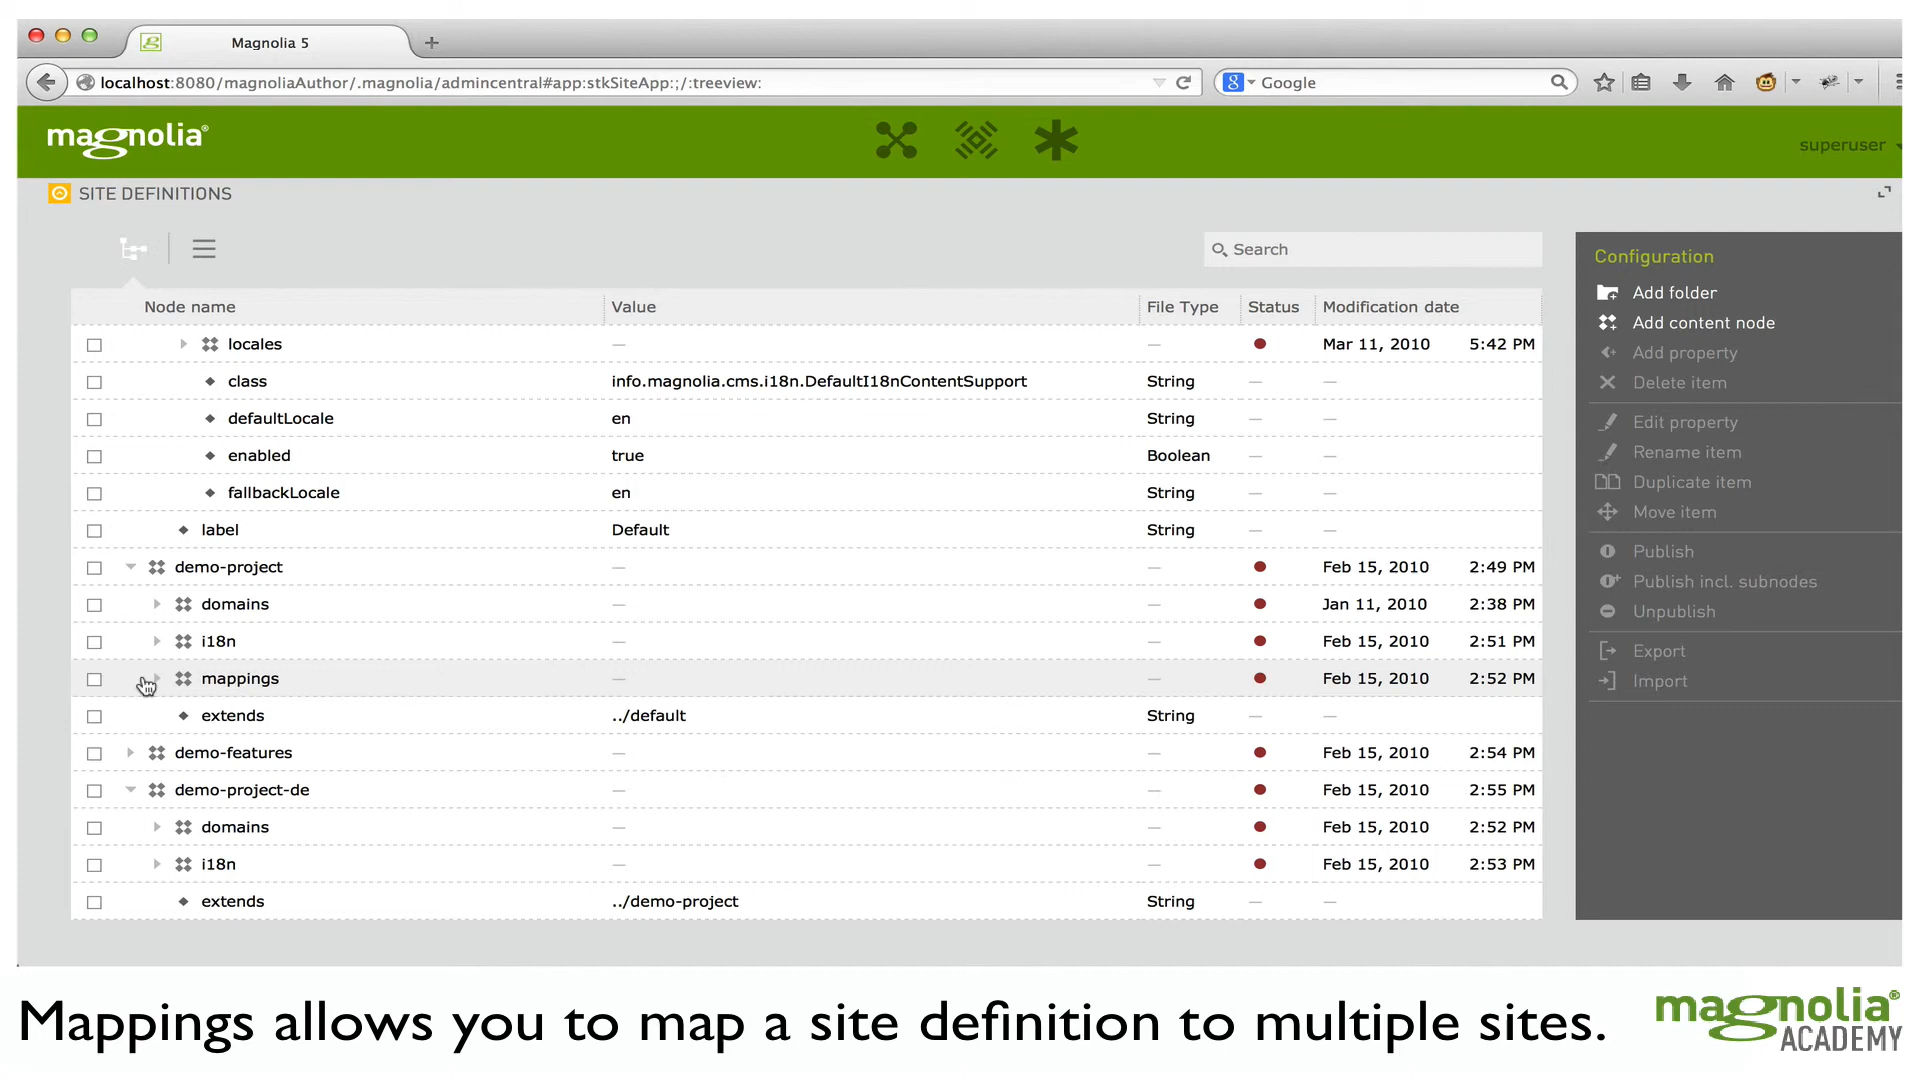 Magnolia 5
localhost:8080/magnoliaAuthor/.magnolia/admincentral#app:stkSiteApp:;/:treeview:
Google
magnolia®
superuser
SITE DEFINITIONS
Search
Node name Value File Type Status Modification date
locales — — Mar 11, 2010 5:42 PM
class info.magnolia.cms.i18n.DefaultI18nContentSupport String — —
defaultLocale en String — —
enabled true Boolean — —
fallbackLocale en String — —
label Default String — —
demo-project — — Feb 15, 2010 2:49 PM
domains — — Jan 11, 2010 2:38 PM
i18n — — Feb 15, 2010 2:51 PM
mappings — — Feb 15, 2010 2:52 PM
extends ../default String — —
demo-features — — Feb 15, 2010 2:54 PM
demo-project-de — — Feb 15, 2010 2:55 PM
domains — — Feb 15, 2010 2:52 PM
i18n — — Feb 15, 2010 2:53 PM
extends ../demo-project String — —
Configuration
Add folder
Add content node
Add property
Delete item
Edit property
Rename item
Duplicate item
Move item
Publish
Publish incl. subnodes
Unpublish
Export
Import
Mappings allows you to map a site definition to multiple sites.
magnolia®
ACADEMY